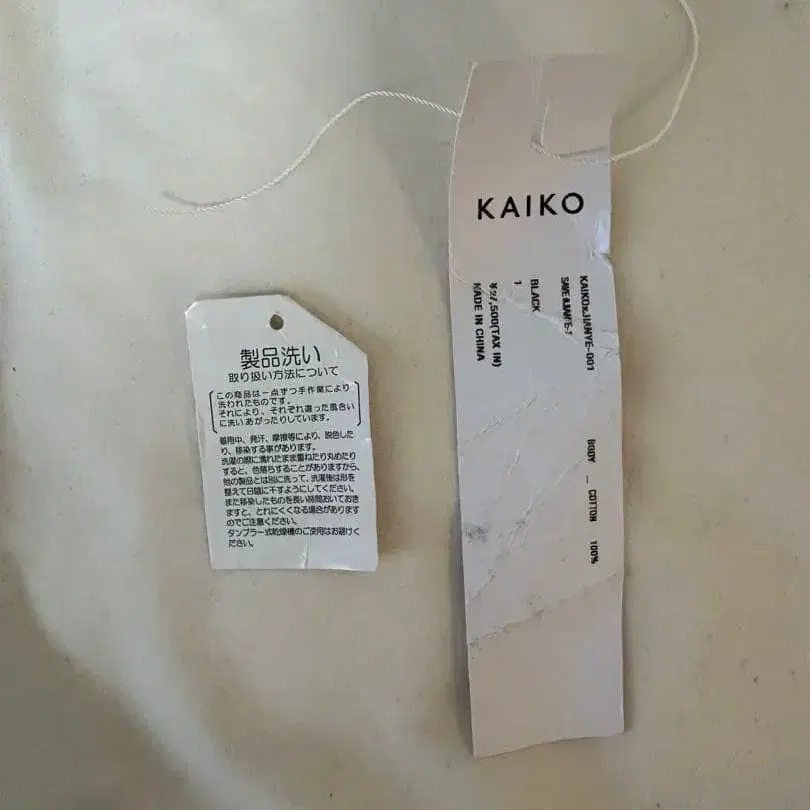 製品洗い
取り扱い方法について
この商品は一点ずつ手作業により
洗われたものです。
それにより、それぞれ違った風合い
に洗いあがったりしています。
着用中、発汗、摩擦等により、脱色した
り、移染する事があります。
洗濯の際に濡れたまま重ねたり丸めたり
すると、色落ちすることがありますから、
他の製品とは別に洗って、洗濯後は形を
整えて日陰に干すようにしてください。
また移染したものを長い時間おいておき
ますと、とれにくくなる場合があります
のでご注意ください。
タンブラー式乾燥機のご使用はお避けく
ださい。
KAIKO
KAIKO×JIANYE-001
BLACK
1
(TAX IN)
MADE IN CHINA
BODY _ COTTON 100%